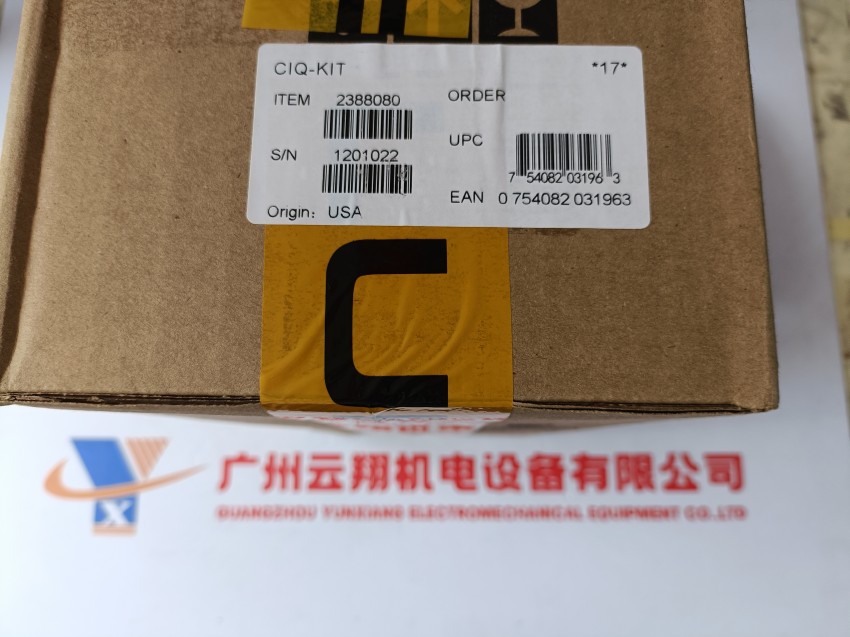 CIQ-KIT *17*
ITEM 2388080 ORDER
UPC
7 54082 03196 3
S/N 1201022
EAN 0 754082 031963
Origin: USA
YX
广州云翔机电设备有限公司
GUANGZHOU YUNXIANG ELECTROMECHANICAL EQUIPMENT CO.,LTD